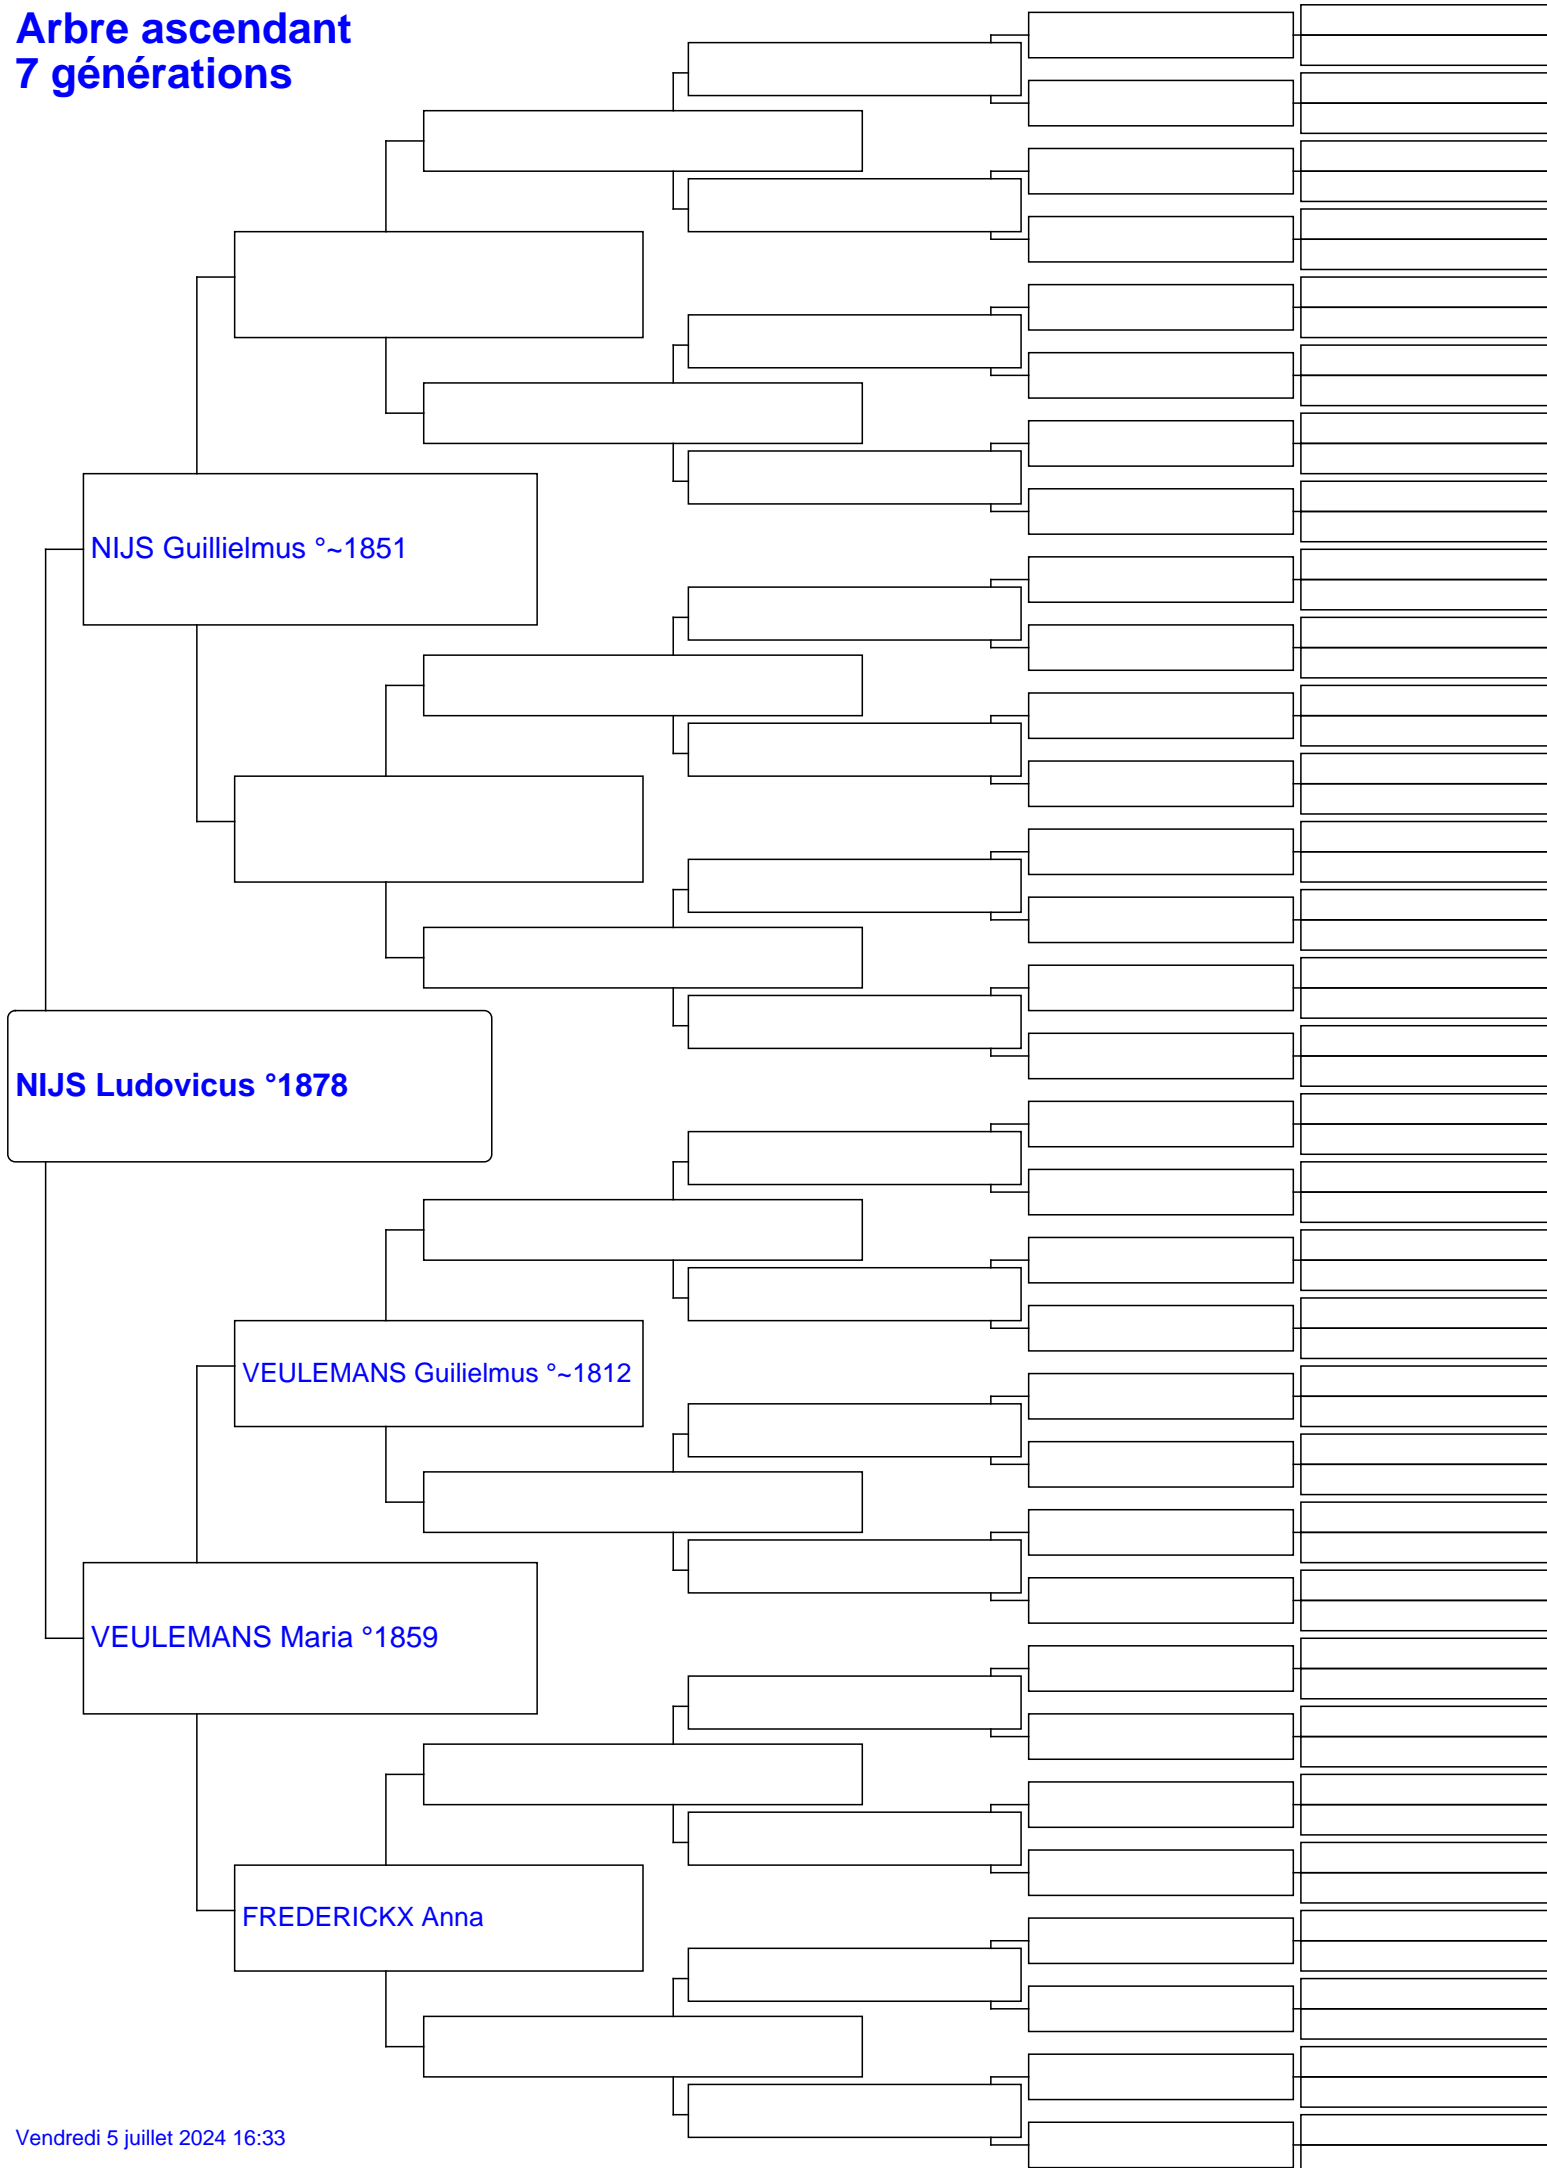 Arbre ascendant
7 générations
NIJS Guillielmus °~1851
NIJS Ludovicus °1878
VEULEMANS Guilielmus °~1812
VEULEMANS Maria °1859
FREDERICKX Anna
Vendredi 5 juillet 2024 16:33